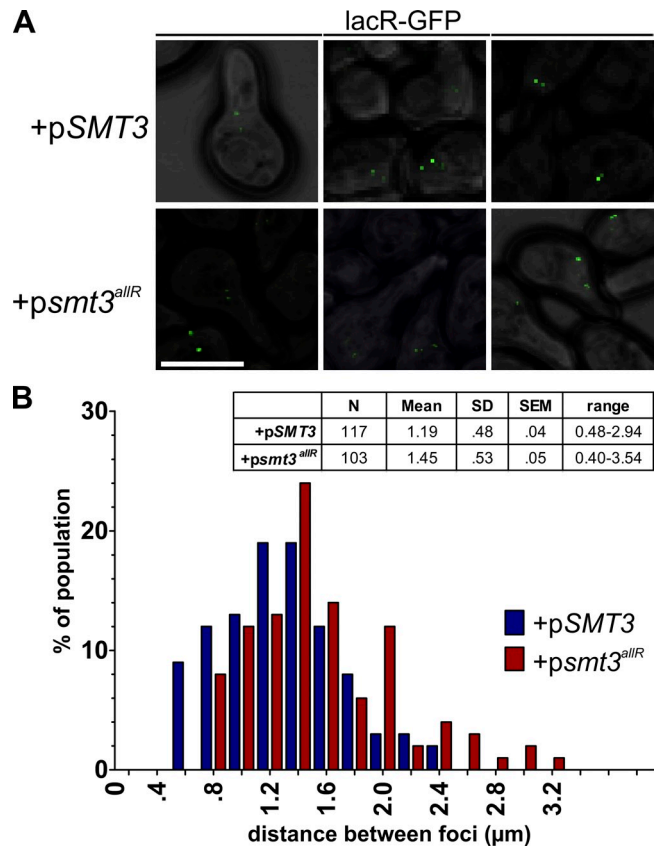 A
lacR-GFP
+pSMT3
+psmt3allR
B
N Mean SD SEM range
+pSMT3 117 1.19 .48 .04 0.48-2.94
+psmt3allR 103 1.45 .53 .05 0.40-3.54
% of population
30
20
10
0
+pSMT3
+psmt3allR
0 .4 .8 1.2 1.6 2.0 2.4 2.8 3.2
distance between foci (µm)